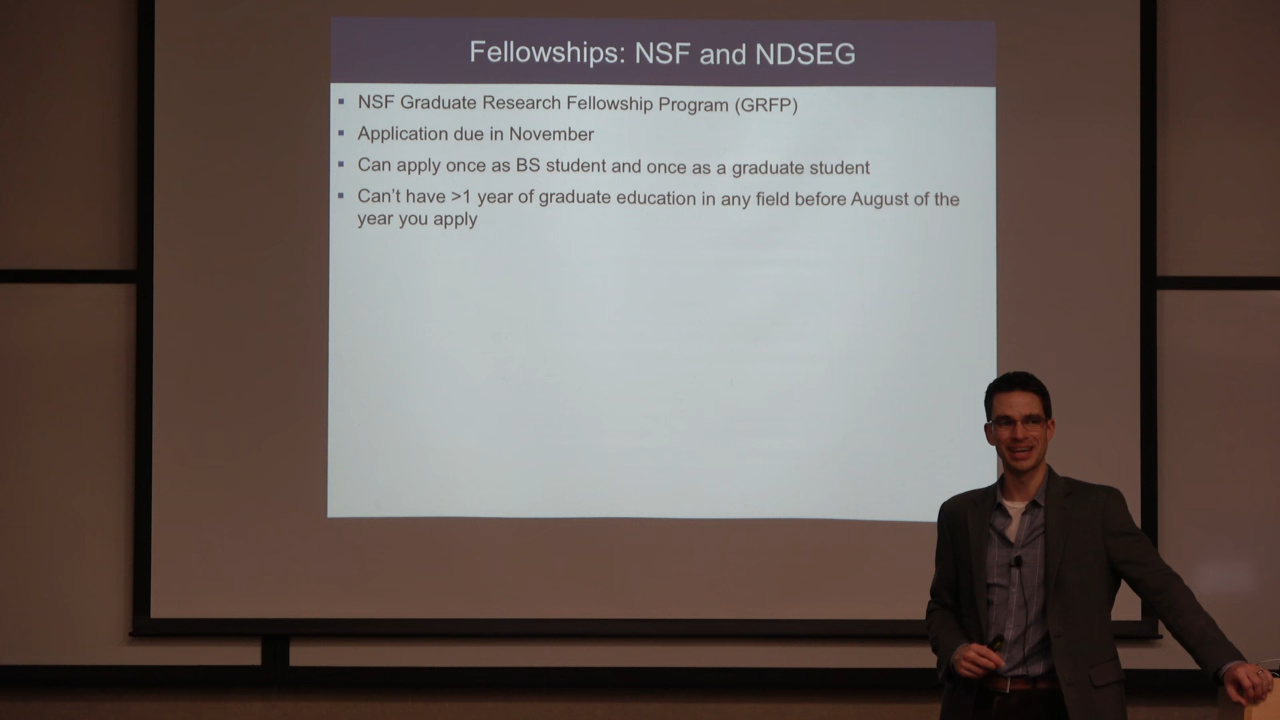 Fellowships: NSF and NDSEG
▪ NSF Graduate Research Fellowship Program (GRFP)
▪ Application due in November
▪ Can apply once as BS student and once as a graduate student
▪ Can't have >1 year of graduate education in any field before August of the
year you apply